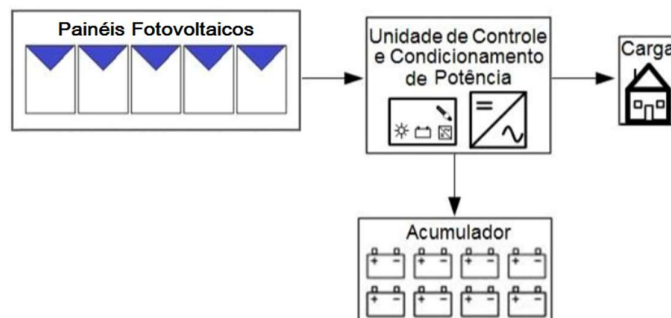 Painéis Fotovoltaicos
Unidade de Controle
e Condicionamento
de Potência
Carga
Acumulador